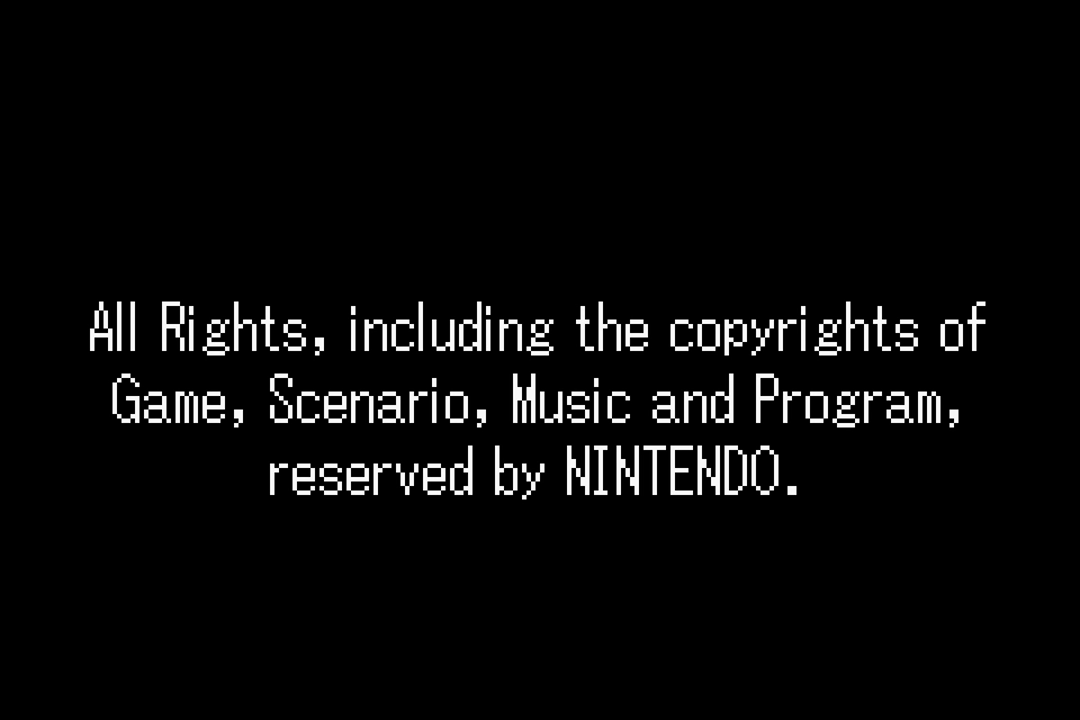 All Rights, including the copyrights of
Game, Scenario, Music and Program,
reserved by NINTENDO.